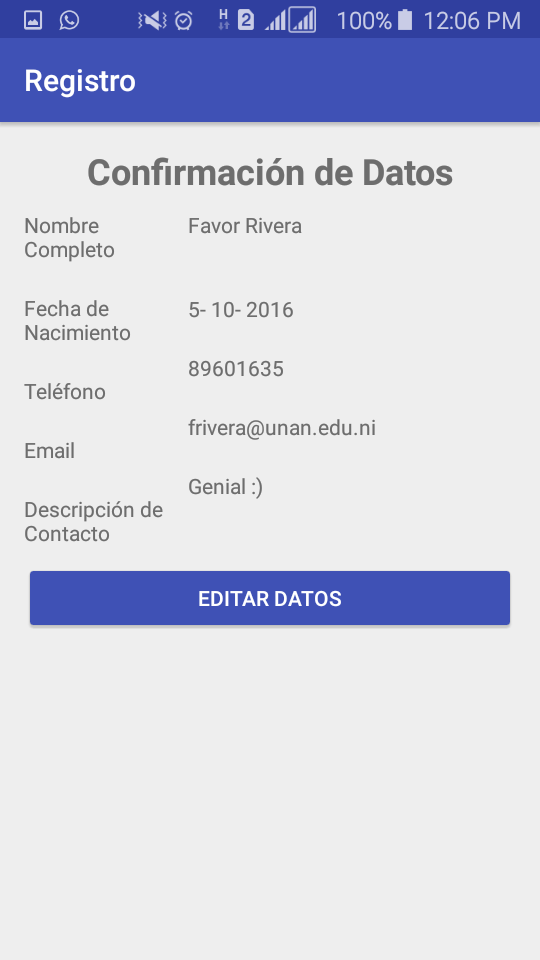 H 2 100% 12:06 PM
Registro
Confirmación de Datos
Nombre Completo Favor Rivera
Fecha de Nacimiento 5- 10- 2016
Teléfono 89601635
Email frivera@unan.edu.ni
Descripción de Contacto Genial :)
EDITAR DATOS